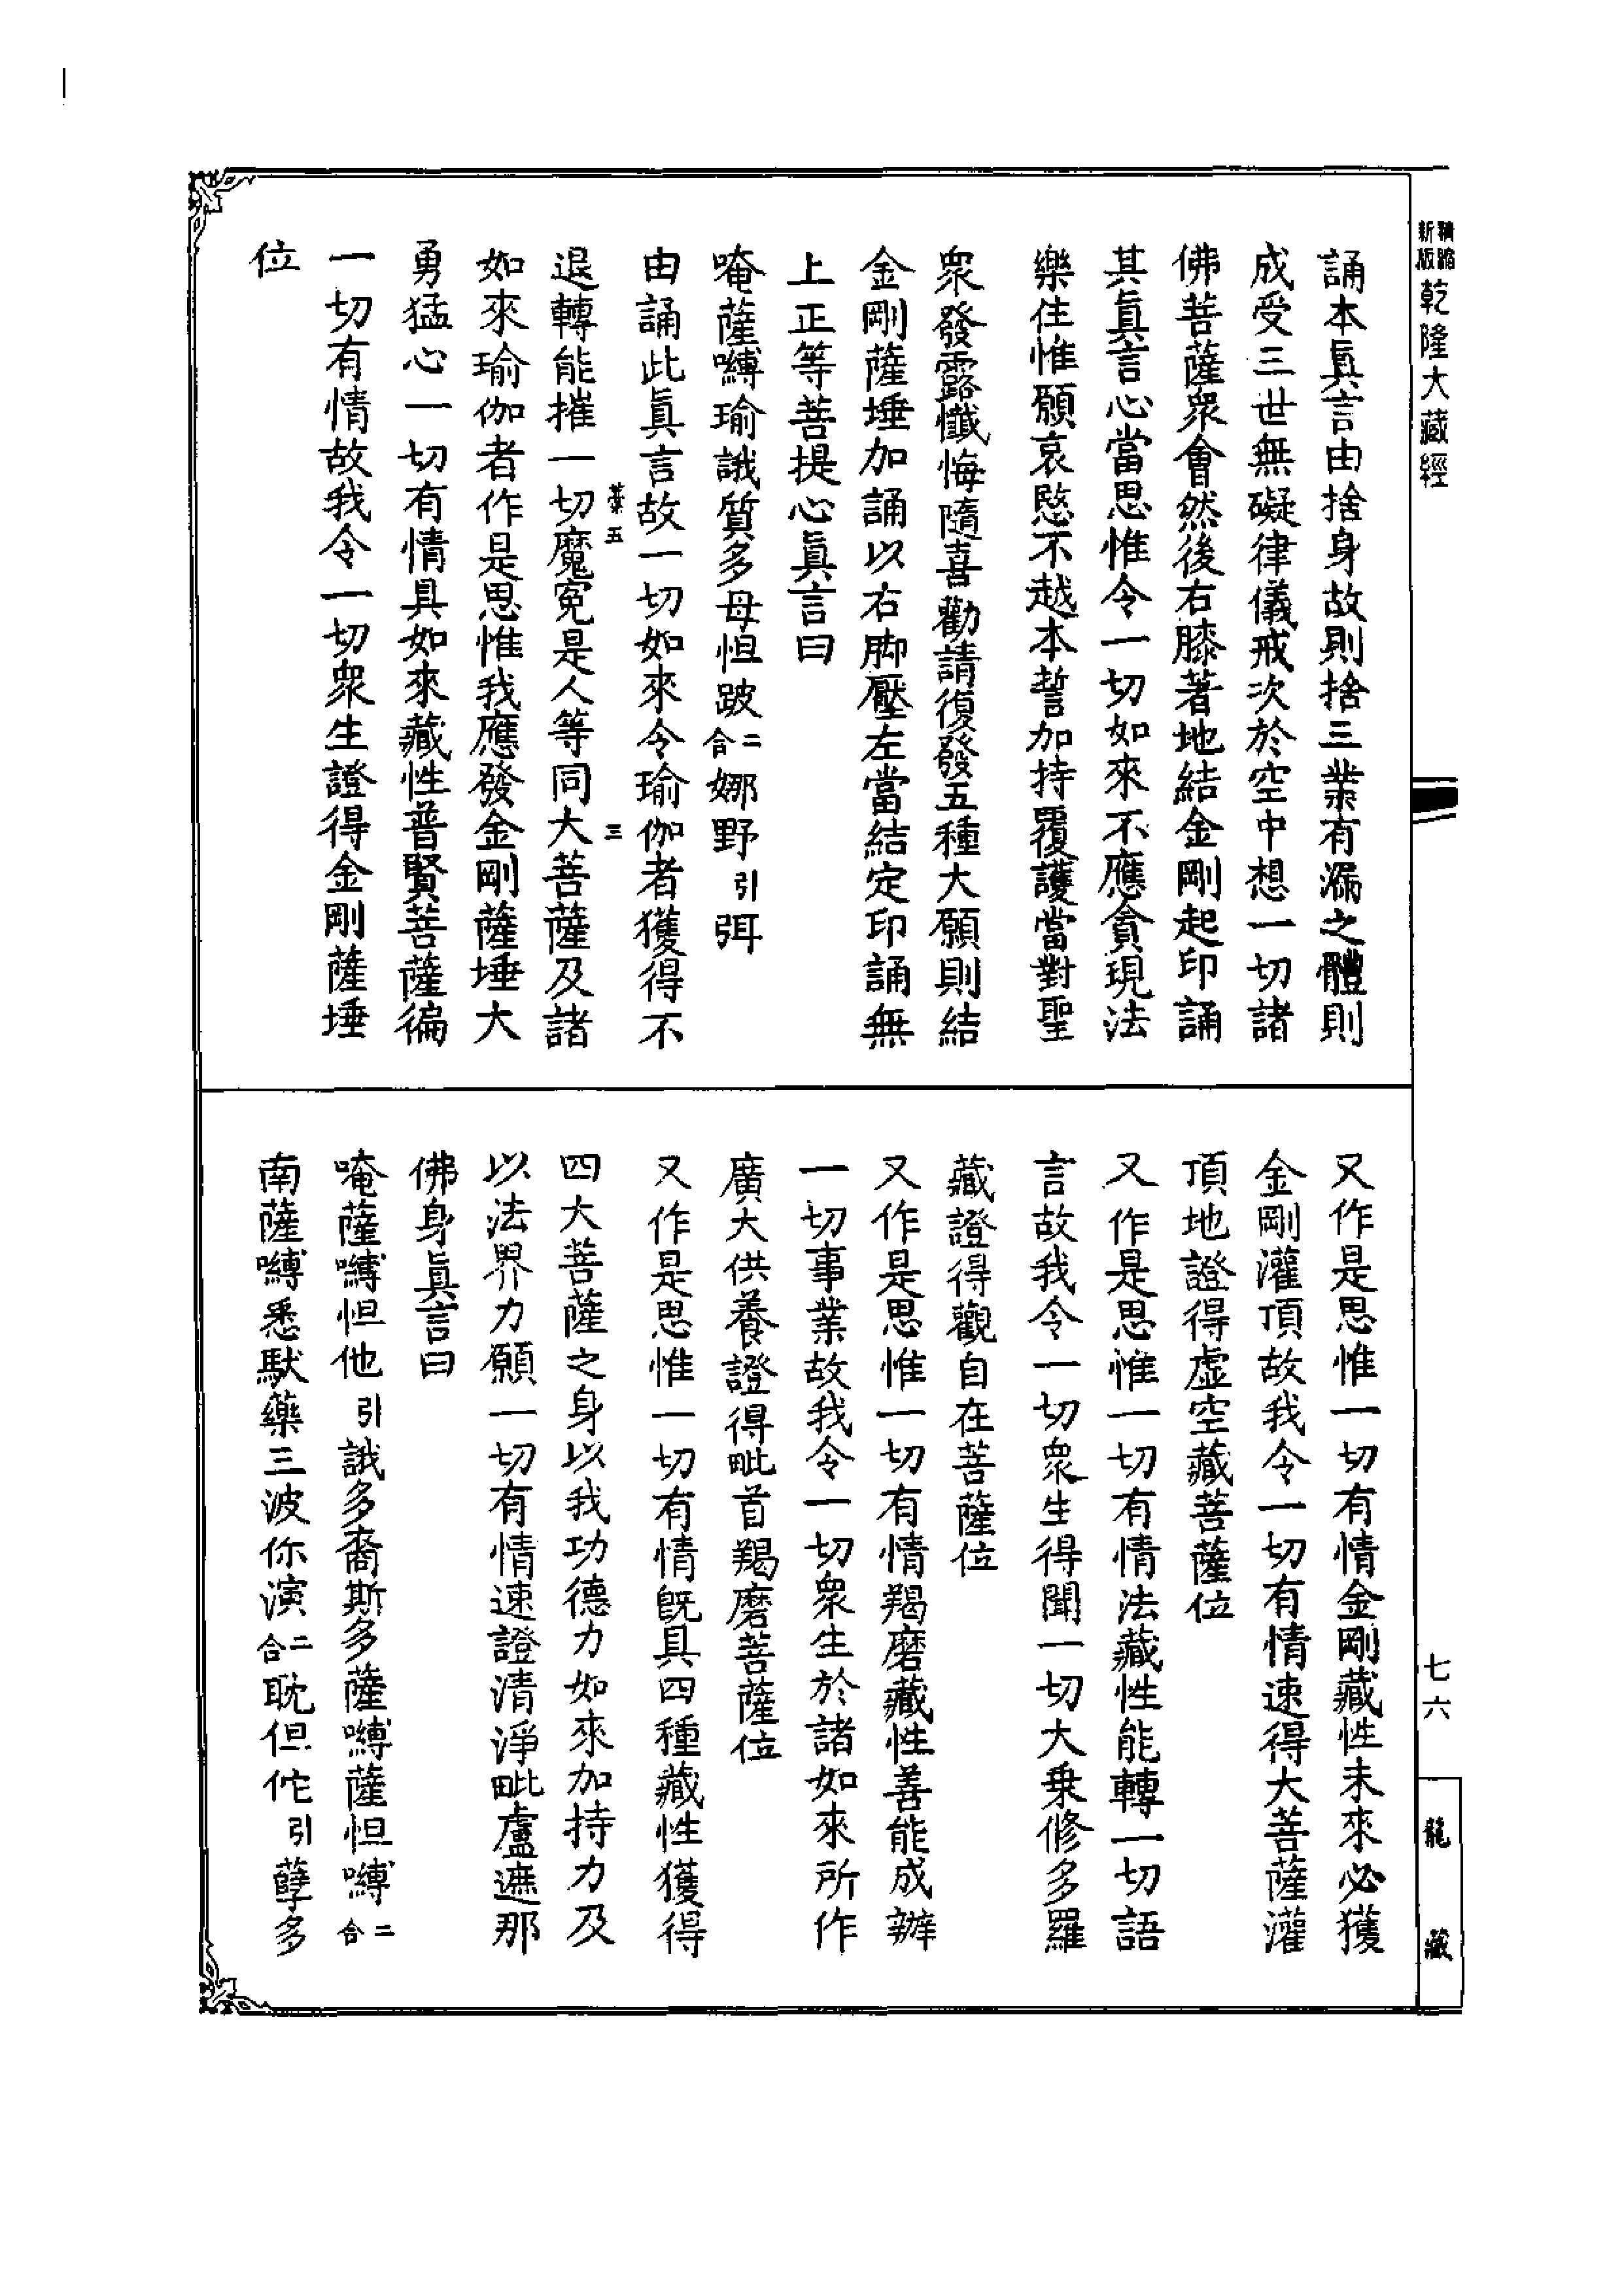 精縮
新版
乾隆大藏經
誦本真言由捨身故則捨三業有漏之體則
成受三世無礙律儀戒次於空中想一切諸
佛菩薩衆會然後右膝著地結金剛起印誦
其真言心當思惟令一切如來不應貪現法
樂住惟願哀愍不越本誓加持覆護當對聖
衆發露懺悔隨喜勸請復發五種大願則結
金剛薩埵加誦以右脚壓左當結定印誦無
上正等菩提心真言曰
唵薩嚩瑜誐質多母怛跛二合娜野引弭
由誦此真言故一切如來令瑜伽者獲得不
葉五 三
退轉能摧一切魔寃是人等同大菩薩及諸
如來瑜伽者作是思惟我應發金剛薩埵大
勇猛心一切有情具如來藏性普賢菩薩徧
一切有情故我令一切衆生證得金剛薩埵
位
又作是思惟一切有情金剛藏性未來必獲
金剛灌頂故我令一切有情速得大菩薩灌
頂地證得虛空藏菩薩位
又作是思惟一切有情法藏性能轉一切語
言故我令一切衆生得聞一切大乗修多羅
藏證得觀自在菩薩位
又作是思惟一切有情羯磨藏性善能成辦
一切事業故我令一切衆生於諸如來所作
廣大供養證得毗首羯磨菩薩位
又作是思惟一切有情旣具四種藏性獲得
四大菩薩之身以我功德力如來加持力及
以法界力願一切有情速證清淨毗盧遮那
佛身真言曰
唵薩嚩怛他引誐多裔斯多薩嚩薩怛嚩二合
南薩嚩悉馱藥三波你演二合耽但佗引孽多
七六
龍藏